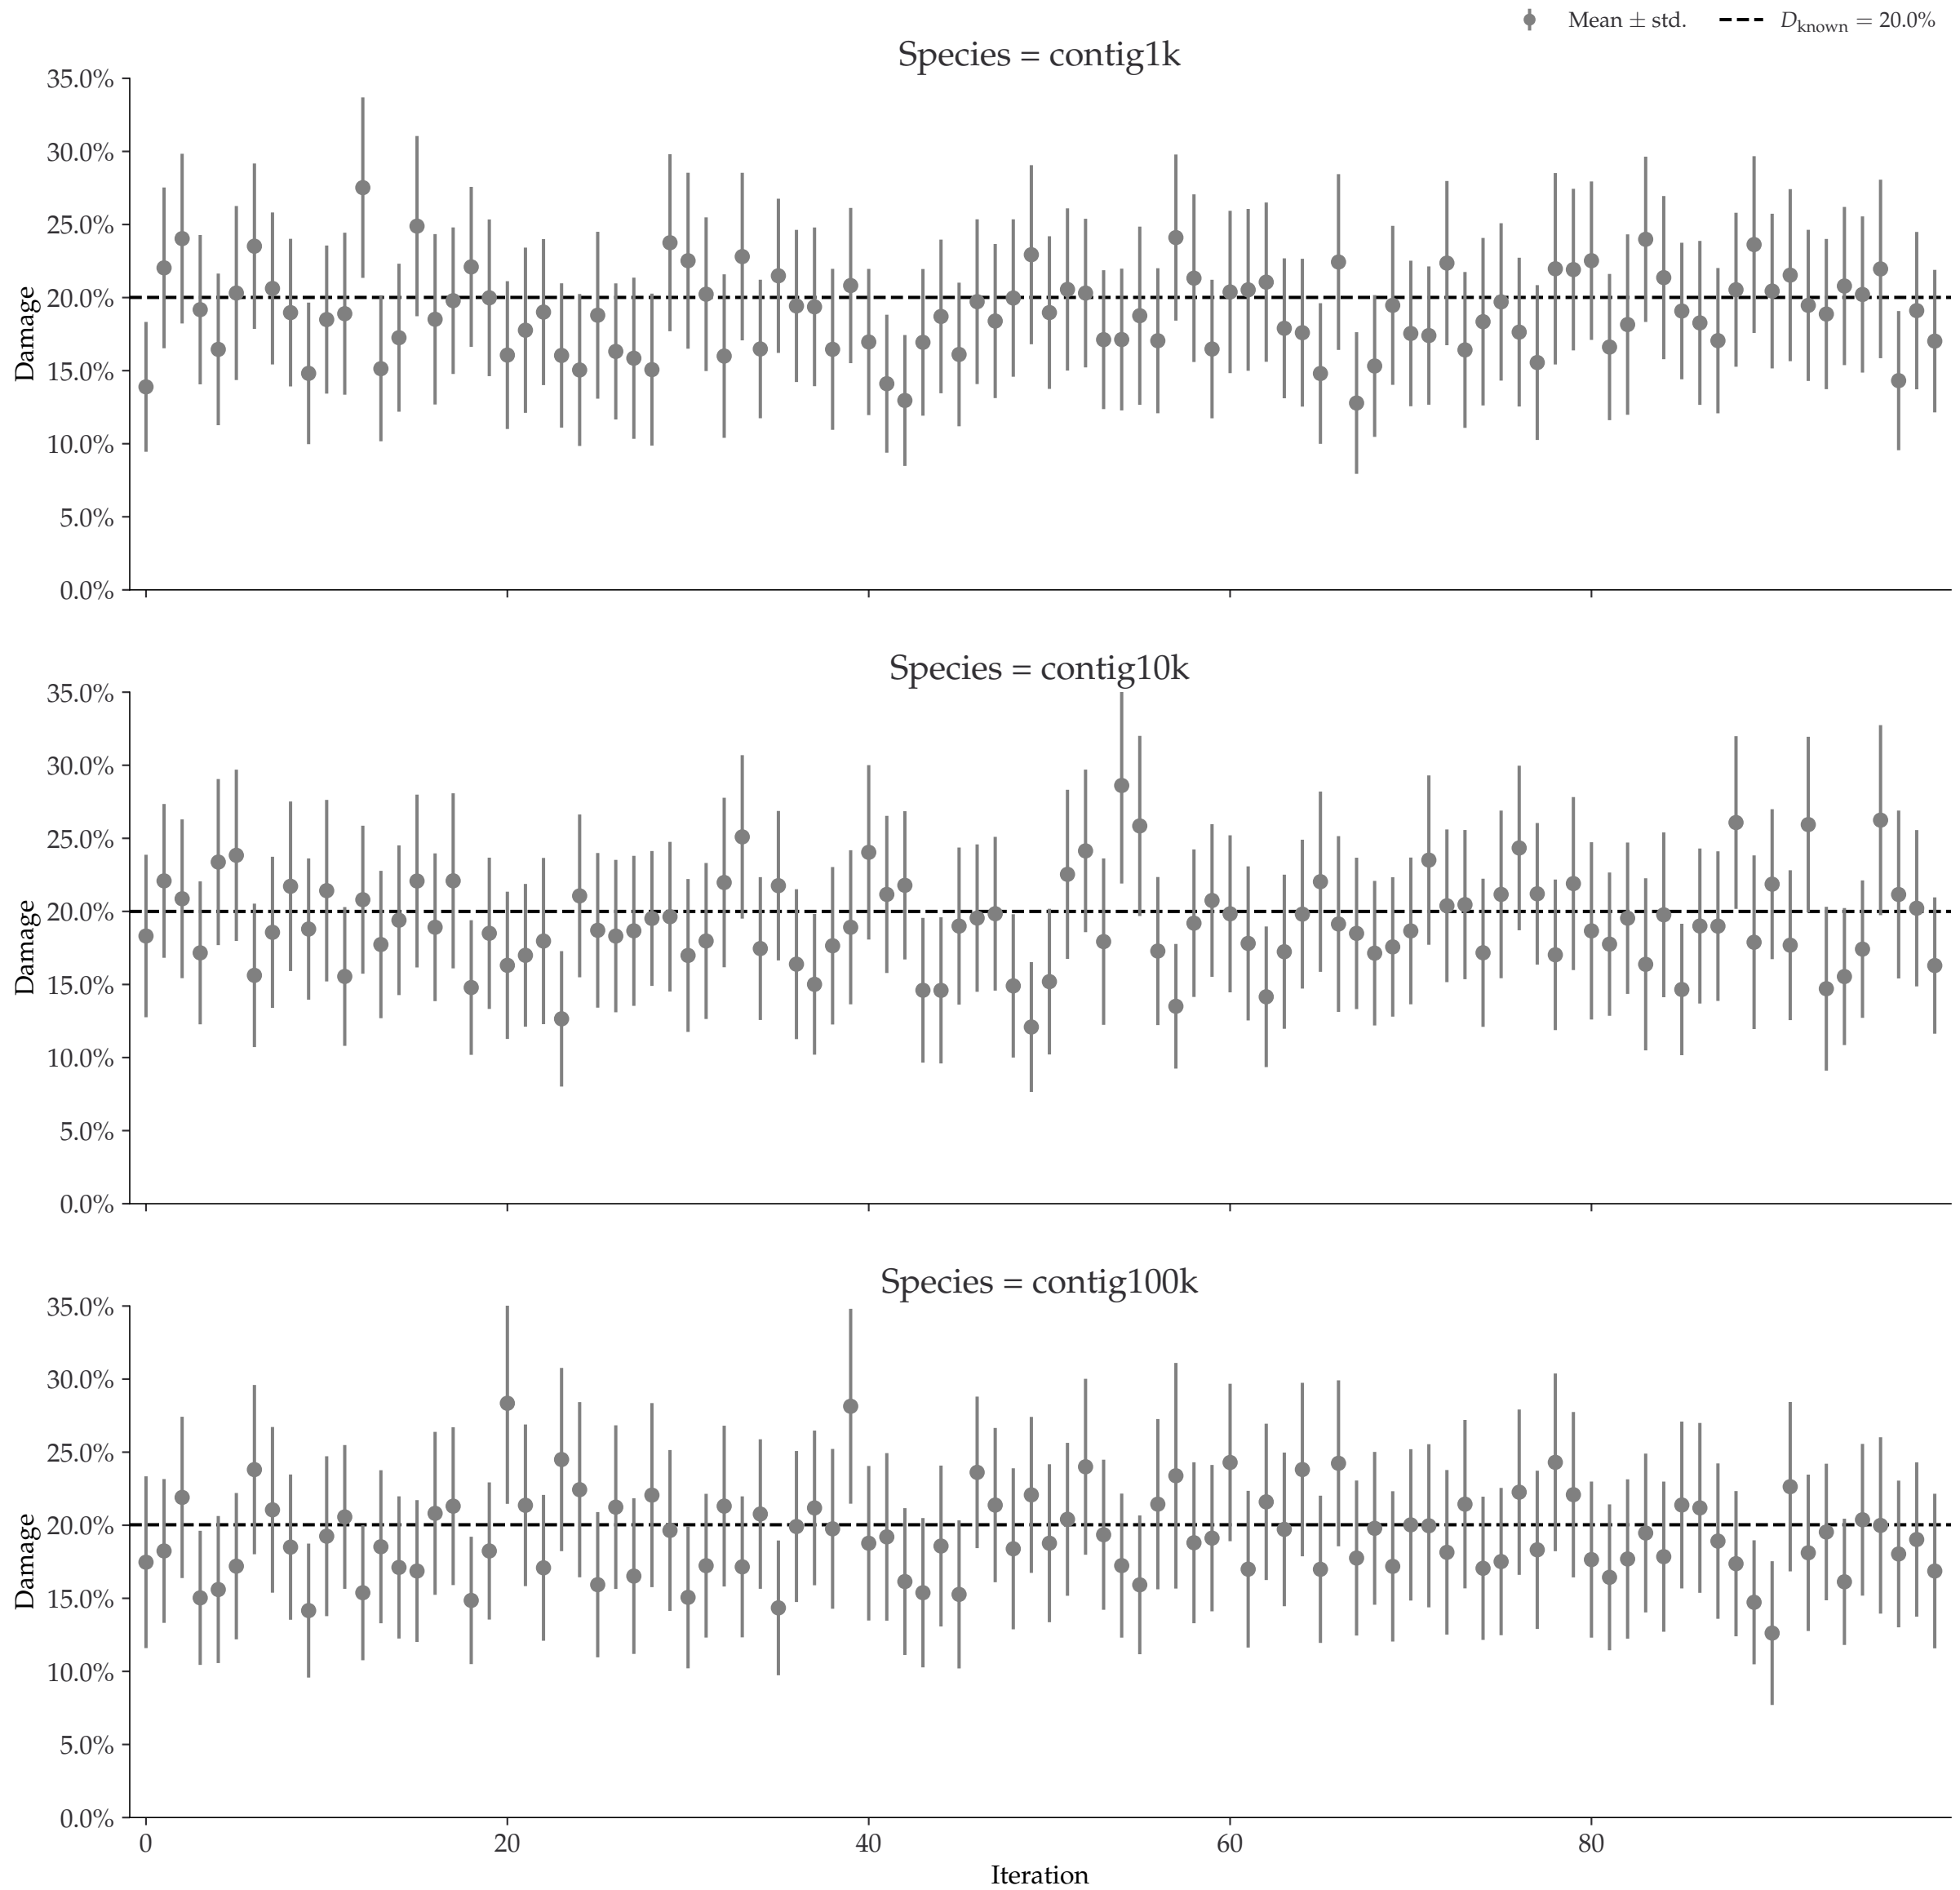 Mean ± std. D_known = 20.0%
Species = contig1k
35.0%
30.0%
25.0%
20.0%
15.0%
10.0%
5.0%
0.0%
Damage
Species = contig10k
35.0%
30.0%
25.0%
20.0%
15.0%
10.0%
5.0%
0.0%
Damage
Species = contig100k
35.0%
30.0%
25.0%
20.0%
15.0%
10.0%
5.0%
0.0%
Damage
0 20 40 60 80
Iteration